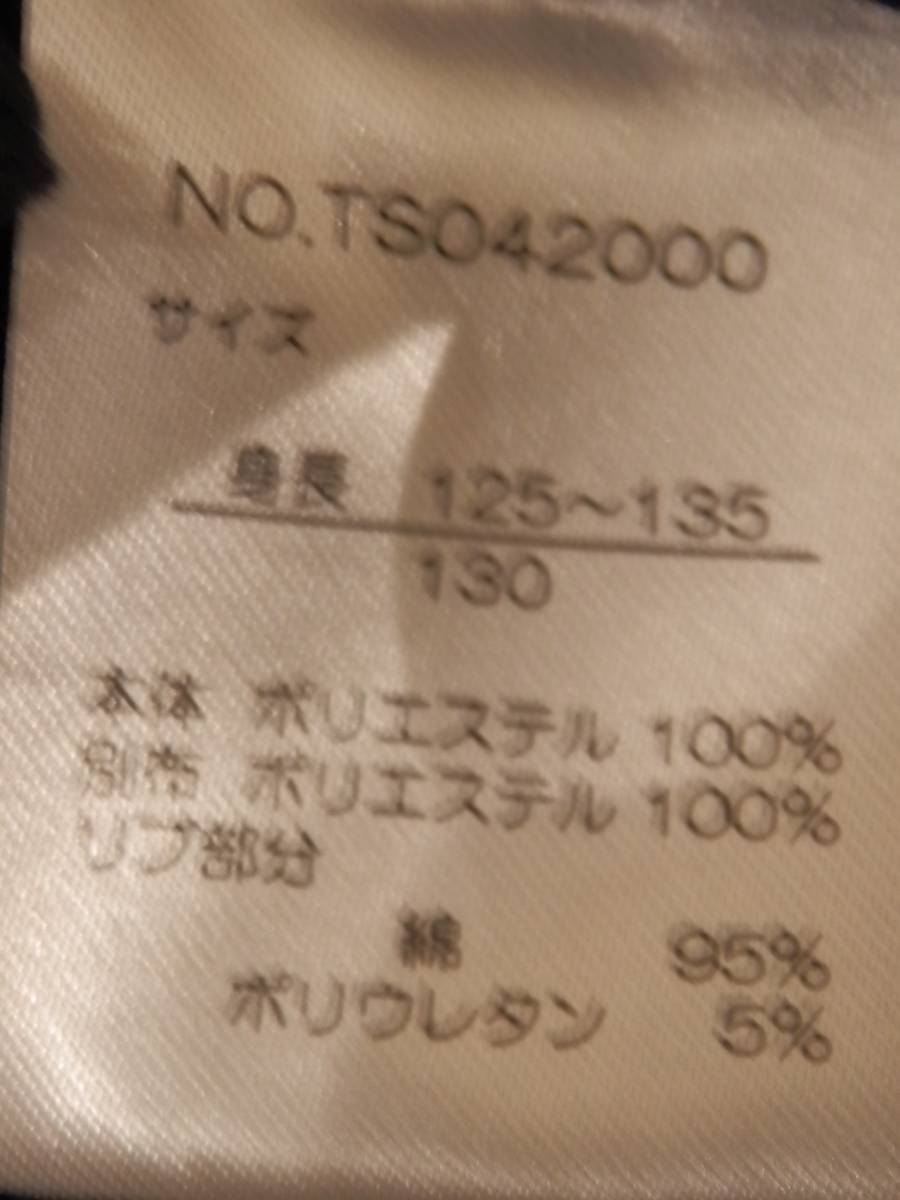 NO.TS042000
サイズ
身長 125~135
130
本体 ポリエステル 100%
別布 ポリエステル 100%
リブ部分
綿 95%
ポリウレタン 5%